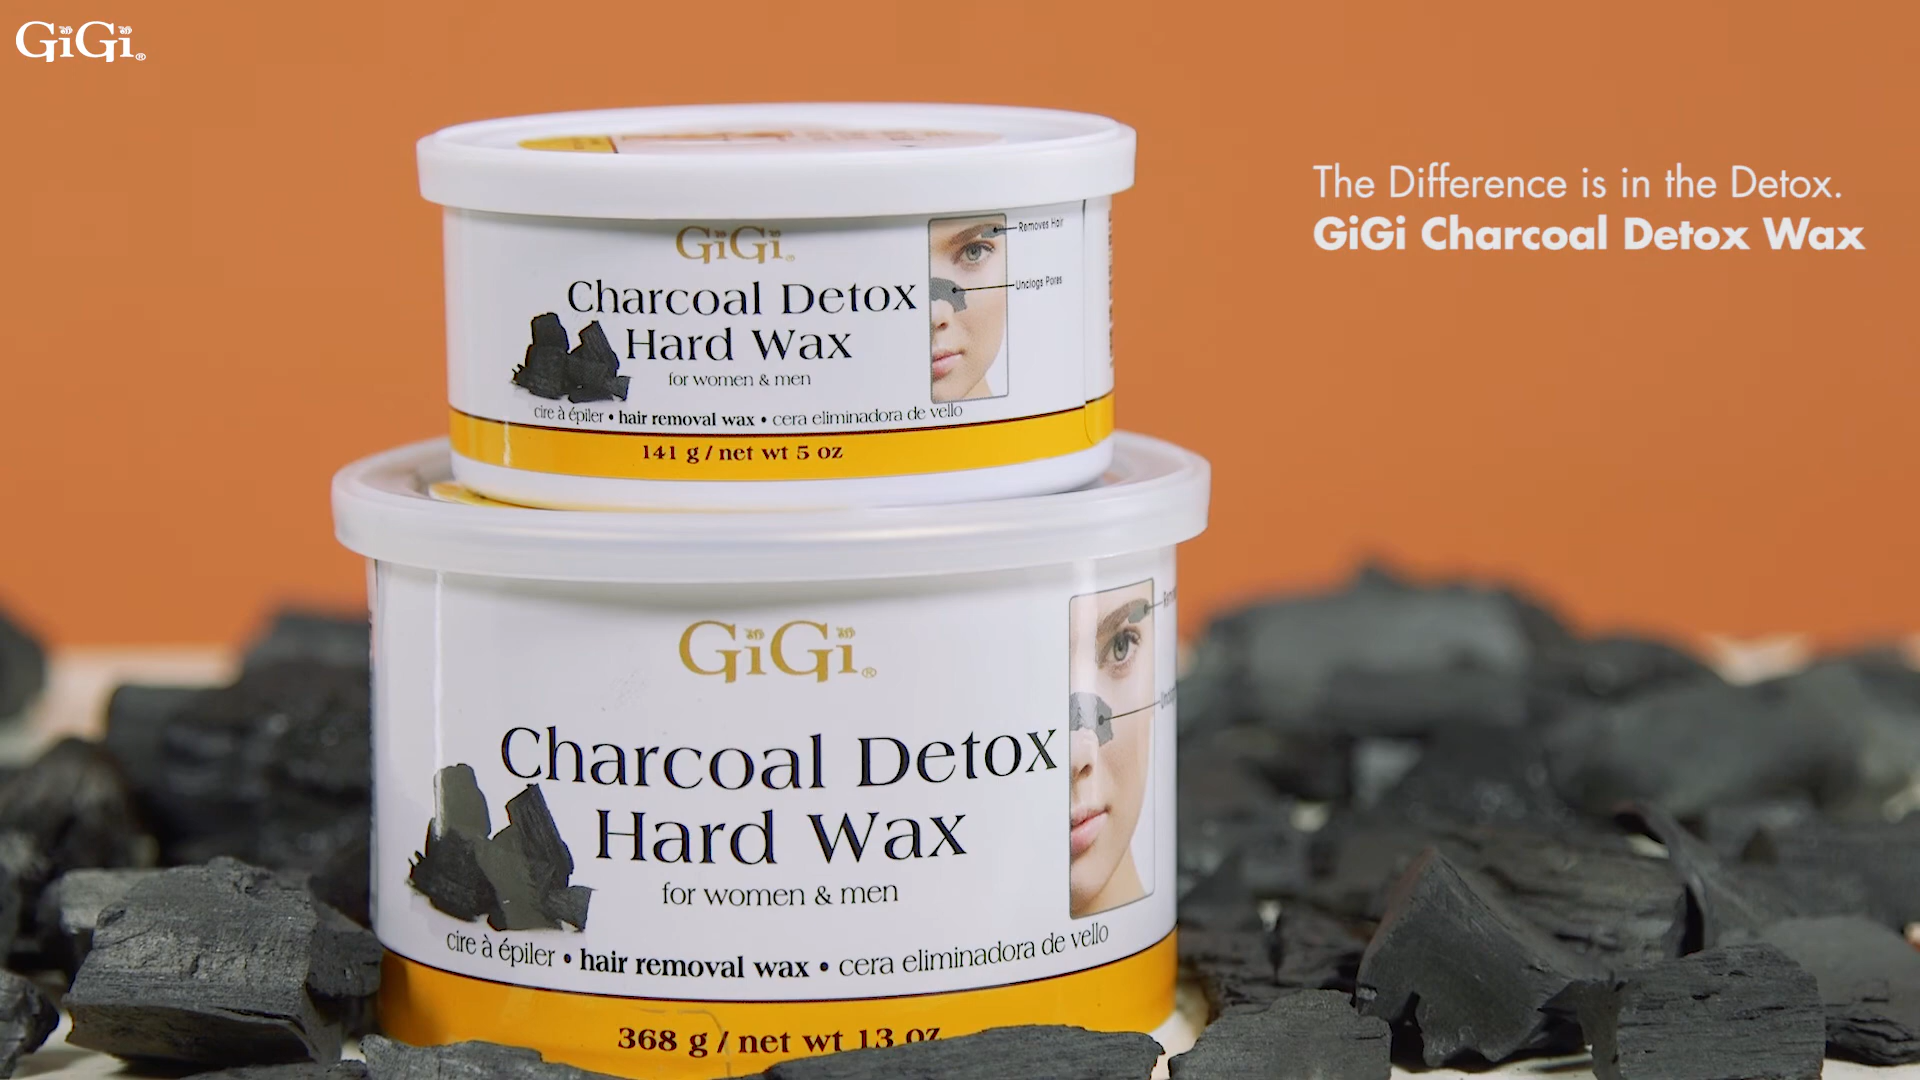 GiGi®
The Difference is in the Detox.
GiGi Charcoal Detox Wax
GiGi®
Charcoal Detox
Hard Wax
for women & men
cire à épiler • hair removal wax • cera eliminadora de vello
141 g / net wt 5 oz
Removes Hair
Unclogs Pores
GiGi®
Charcoal Detox
Hard Wax
for women & men
cire à épiler • hair removal wax • cera eliminadora de vello
368 g / net wt 13 oz